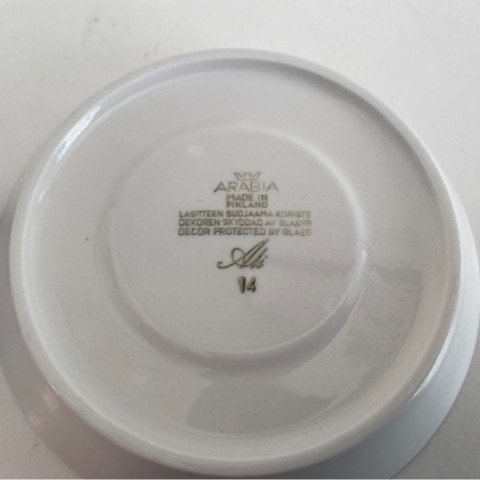 ARABIA
MADE IN
FINLAND
LASITTEEN SUOJAAMA KORISTE
DEKOREN SKYDDAD AV GLASYR
DECOR PROTECTED BY GLAZE
Ali
14